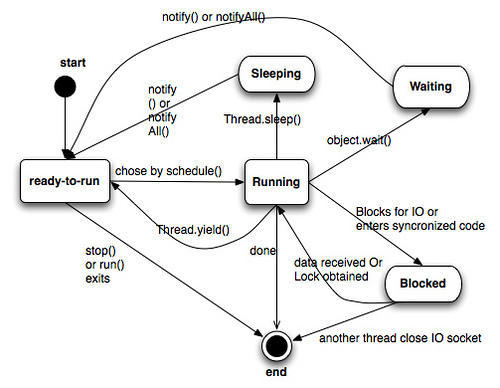 notify() or notifyAll()
start
Sleeping
Waiting
notify
() or
notify
All()
Thread.sleep()
object.wait()
ready-to-run
chose by schedule()
Running
Blocks for IO or
enters syncronized code
Thread.yield()
stop()
or run()
exits
done
data received Or
Lock obtained
Blocked
another thread close IO socket
end